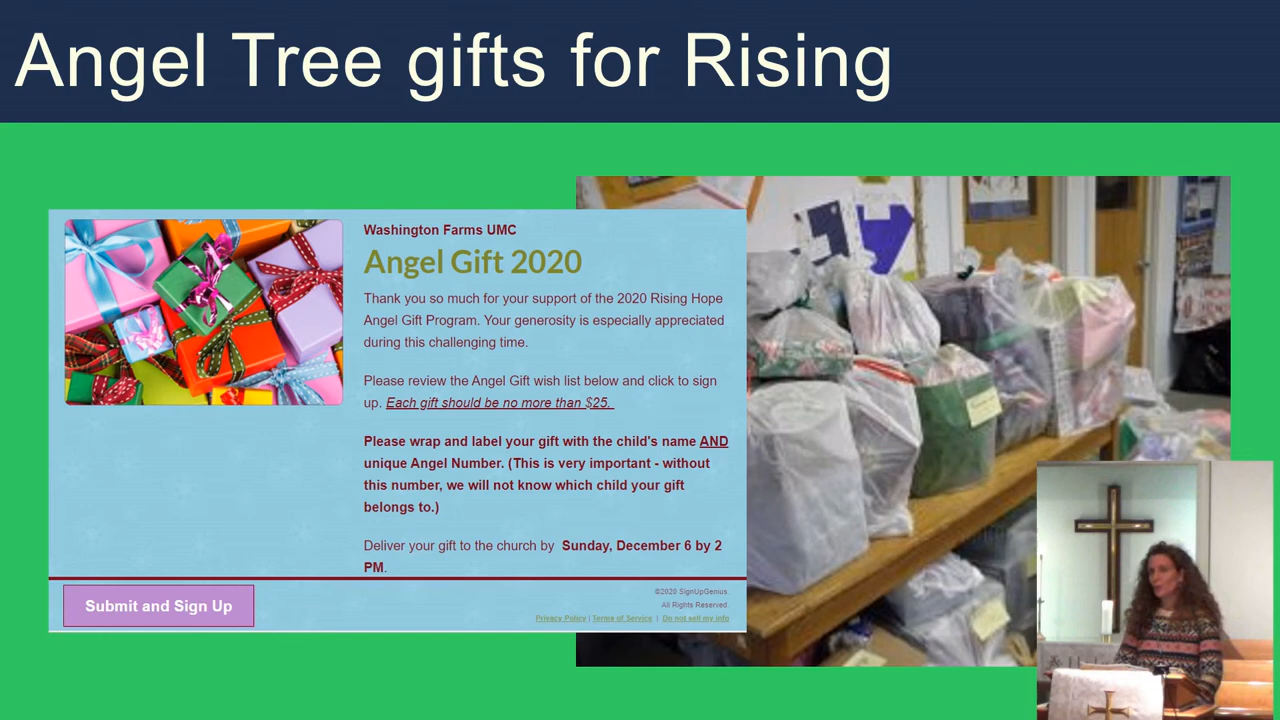 Angel Tree gifts for Rising
Washington Farms UMC
Angel Gift 2020
Thank you so much for your support of the 2020 Rising Hope
Angel Gift Program. Your generosity is especially appreciated
during this challenging time.
Please review the Angel Gift wish list below and click to sign
up. Each gift should be no more than $25.
Please wrap and label your gift with the child's name AND
unique Angel Number. (This is very important - without
this number, we will not know which child your gift
belongs to.)
Deliver your gift to the church by Sunday, December 6 by 2
PM.
Submit and Sign Up
©2020 SignUpGenius
All Rights Reserved.
Privacy Policy | Terms of Service | Do not sell my info